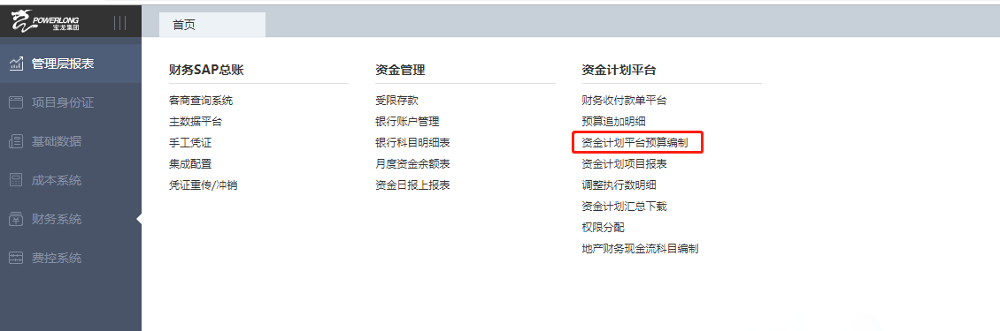 POWERLONG
宝龙集团
首页
管理层报表
项目身份证
基础数据
成本系统
财务系统
费控系统
财务SAP总账
客商查询系统
主数据平台
手工凭证
集成配置
凭证重传/冲销
资金管理
受限存款
银行账户管理
银行科目明细表
月度资金余额表
资金日报上报表
资金计划平台
财务收付款单平台
预算追加明细
资金计划平台预算编制
资金计划项目报表
调整执行数明细
资金计划汇总下载
权限分配
地产财务现金流科目编制